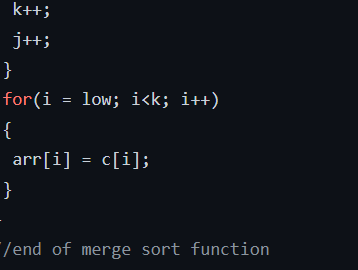 k++;
j++;
}
for(i = low; i<k; i++)
{
arr[i] = c[i];
}
//end of merge sort function